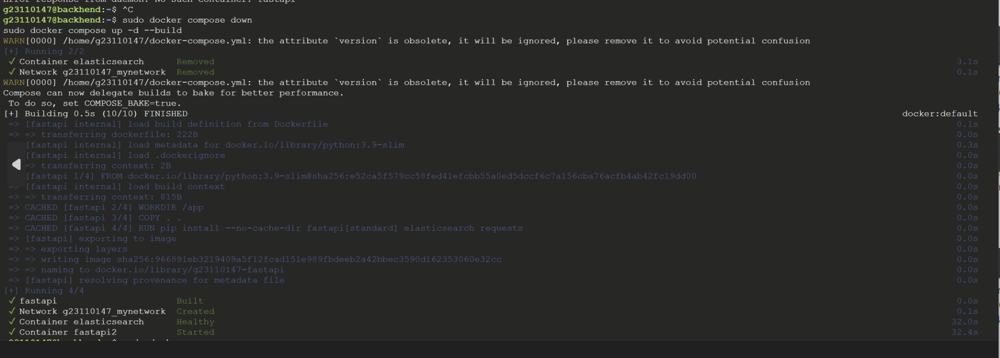 Error response from daemon: No such container: fastapi
g23110147@backhend:~$ ^C
g23110147@backhend:~$ sudo docker compose down
sudo docker compose up -d --build
WARN[0000] /home/g23110147/docker-compose.yml: the attribute `version` is obsolete, it will be ignored, please remove it to avoid potential confusion
[+] Running 2/2
✓ Container elasticsearch Removed 3.1s
✓ Network g23110147_mynetwork Removed 0.1s
WARN[0000] /home/g23110147/docker-compose.yml: the attribute `version` is obsolete, it will be ignored, please remove it to avoid potential confusion
Compose can now delegate builds to bake for better performance.
To do so, set COMPOSE_BAKE=true.
[+] Building 0.5s (10/10) FINISHED docker:default
=> [fastapi internal] load build definition from Dockerfile 0.1s
=> => transferring dockerfile: 222B 0.0s
[fastapi internal] load metadata for docker.io/library/python:3.9-slim 0.3s
[fastapi internal] load .dockerignore 0.0s
=> transferring context: 2B 0.0s
[fastapi 1/4] FROM docker.io/library/python:3.9-slim@sha256:e52ca5f579cc58fed41efcbb55a0ed5dccf6c7a156cba76acfb4ab42fc19dd00 0.0s
=> [fastapi internal] load build context 0.0s
=> => transferring context: 815B 0.0s
=> CACHED [fastapi 2/4] WORKDIR /app 0.0s
=> CACHED [fastapi 3/4] COPY . . 0.0s
=> CACHED [fastapi 4/4] RUN pip install --no-cache-dir fastapi[standard] elasticsearch requests 0.0s
=> [fastapi] exporting to image 0.0s
=> => exporting layers 0.0s
=> => writing image sha256:966891eb3219409a5f12fcad151e989fbdeeb2a42bbec3590d162353060e32cc 0.0s
=> => naming to docker.io/library/g23110147-fastapi 0.0s
=> [fastapi] resolving provenance for metadata file 0.0s
[+] Running 4/4
✓ fastapi Built 0.0s
✓ Network g23110147_mynetwork Created 0.1s
✓ Container elasticsearch Healthy 32.0s
✓ Container fastapi2 Started 32.4s